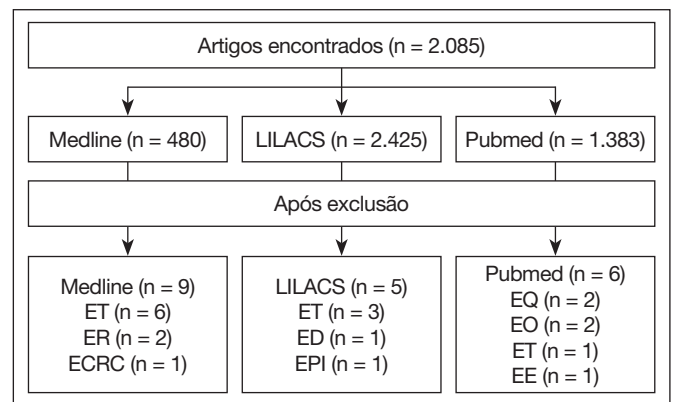 Artigos encontrados (n = 2.085)
Medline (n = 480)
LILACS (n = 2.425)
Pubmed (n = 1.383)
Após exclusão
Medline (n = 9)
ET (n = 6)
ER (n = 2)
ECRC (n = 1)
LILACS (n = 5)
ET (n = 3)
ED (n = 1)
EPI (n = 1)
Pubmed (n = 6)
EQ (n = 2)
EO (n = 2)
ET (n = 1)
EE (n = 1)